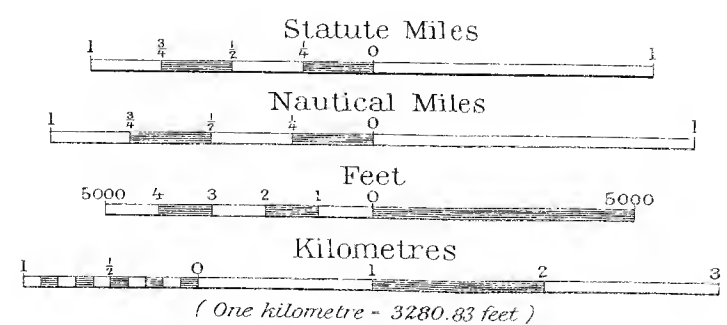 Statute Miles
1 ¾ ½ ¼ 0 1
Nautical Miles
1 ¾ ½ ¼ 0 1
Feet
5000 4 3 2 1 0 5000
Kilometres
1 ½ 0 1 2 3
( One kilometre - 3280.83 feet )